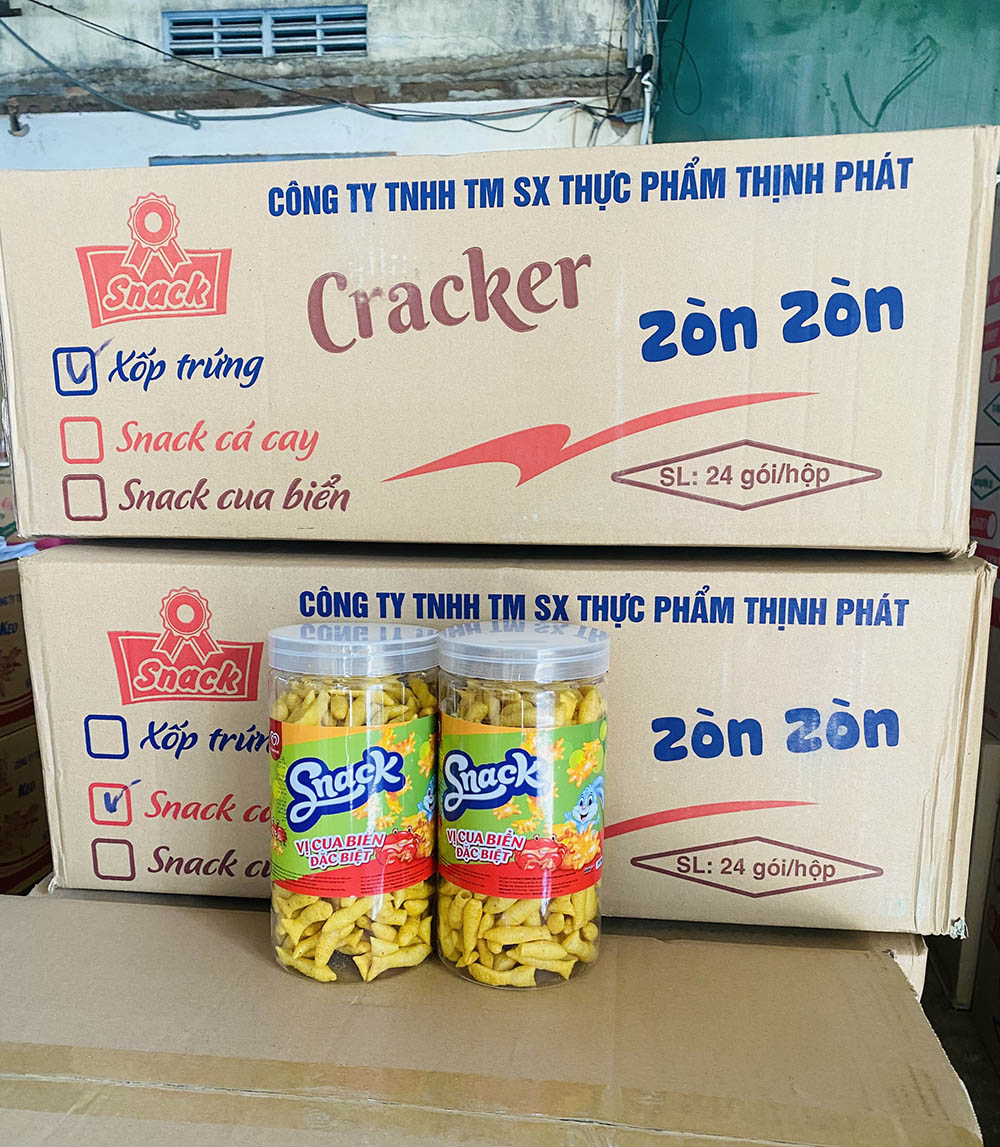 CÔNG TY TNHH TM SX THỰC PHẨM THỊNH PHÁT
Snack
Cracker
zòn zòn
Xốp trứng
Snack cá cay
Snack cua biển
SL: 24 gói/hộp
CÔNG TY TNHH TM SX THỰC PHẨM THỊNH PHÁT
Snack
zòn zòn
Xốp trứn
Snack c
Snack c
SL: 24 gói/hộp
Snack
VỊ CUA BIỂN
ĐẶC BIỆT
Snack
VỊ CUA BIỂN
ĐẶC BIỆT